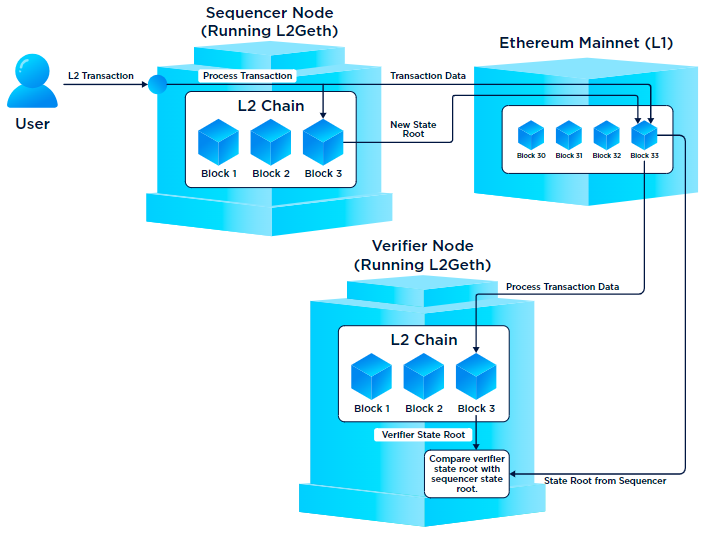 Sequencer Node
(Running L2Geth)
Ethereum Mainnet (L1)
L2 Transaction
Process Transaction
Transaction Data
User
L2 Chain
New State
Root
Block 1
Block 2
Block 3
Block 30
Block 31
Block 32
Block 33
Verifier Node
(Running L2Geth)
Process Transaction Data
L2 Chain
Block 1
Block 2
Block 3
Verifier State Root
Compare verifier
state root with
sequencer state
root.
State Root from Sequencer